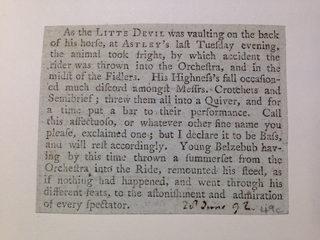 As the LITTE DEVIL was vaulting on the back
of his horse, at ASTLEY's laſt Tueſday evening,
the animal took fright, by which accident the
rider was thrown into the Orcheſtra, and in the
midſt of the Fidlers. His Highneſs's fall occaſion-
ed much diſcord amongſt Meſſrs. Crotchets and
Semibrief; threw them all into a Quiver, and for
a time put a bar to their performance. Call
this affectuoſo, or whatever other fine name you
pleaſe, exclaimed one; but I declare it to be Baſs,
and will reſt accordingly. Young Belzebub hav-
ing by this time thrown a ſummerſet from the
Orcheſtra into the Ride, remounted his ſteed, as
if nothing had happened, and went through his
different feats, to the aſtoniſhment and admiration
of every ſpectator. 28 June 92.